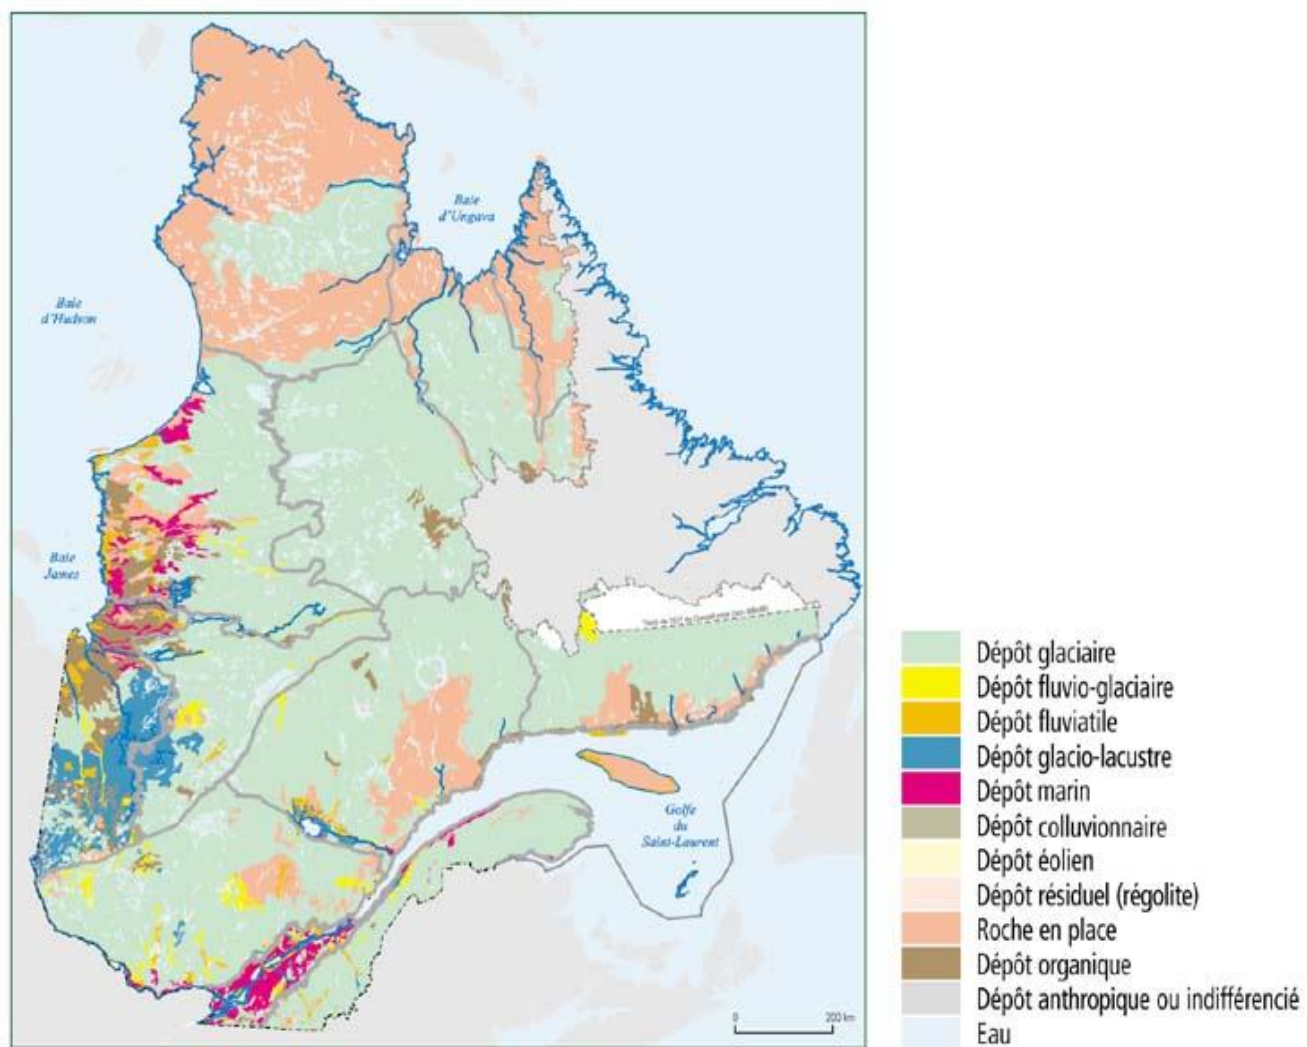 Baie
d'Ungava
Baie
d'Hudson
Baie
James
Golfe
du
Saint-Laurent
0 200 km
Dépôt glaciaire
Dépôt fluvio-glaciaire
Dépôt fluviatile
Dépôt glacio-lacustre
Dépôt marin
Dépôt colluvionnaire
Dépôt éolien
Dépôt résiduel (régolite)
Roche en place
Dépôt organique
Dépôt anthropique ou indifférencié
Eau